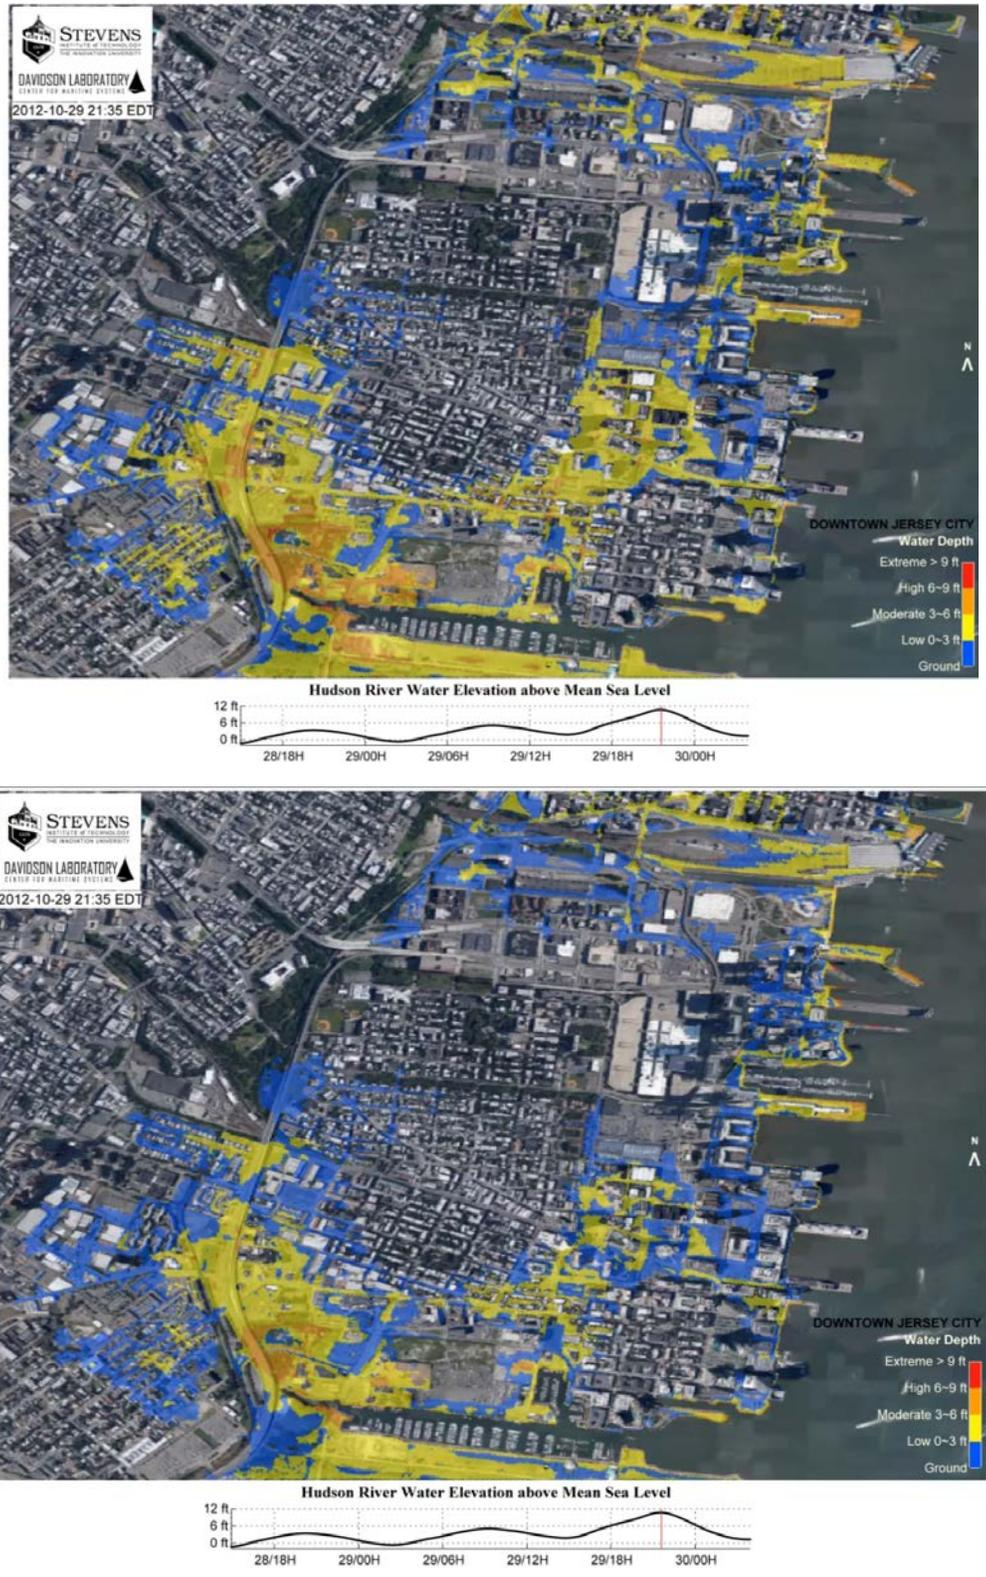 STEVENS
INSTITUTE of TECHNOLOGY
THE INNOVATION UNIVERSITY
DAVIDSON LABORATORY
CENTER FOR MARITIME SYSTEMS
2012-10-29 21:35 EDT
N
DOWNTOWN JERSEY CITY
Water Depth
Extreme > 9 ft
High 6~9 ft
Moderate 3~6 ft
Low 0~3 ft
Ground
Hudson River Water Elevation above Mean Sea Level
12 ft
6 ft
0 ft
28/18H 29/00H 29/06H 29/12H 29/18H 30/00H
STEVENS
INSTITUTE of TECHNOLOGY
THE INNOVATION UNIVERSITY
DAVIDSON LABORATORY
CENTER FOR MARITIME SYSTEMS
2012-10-29 21:35 EDT
N
DOWNTOWN JERSEY CITY
Water Depth
Extreme > 9 ft
High 6~9 ft
Moderate 3~6 ft
Low 0~3 ft
Ground
Hudson River Water Elevation above Mean Sea Level
12 ft
6 ft
0 ft
28/18H 29/00H 29/06H 29/12H 29/18H 30/00H